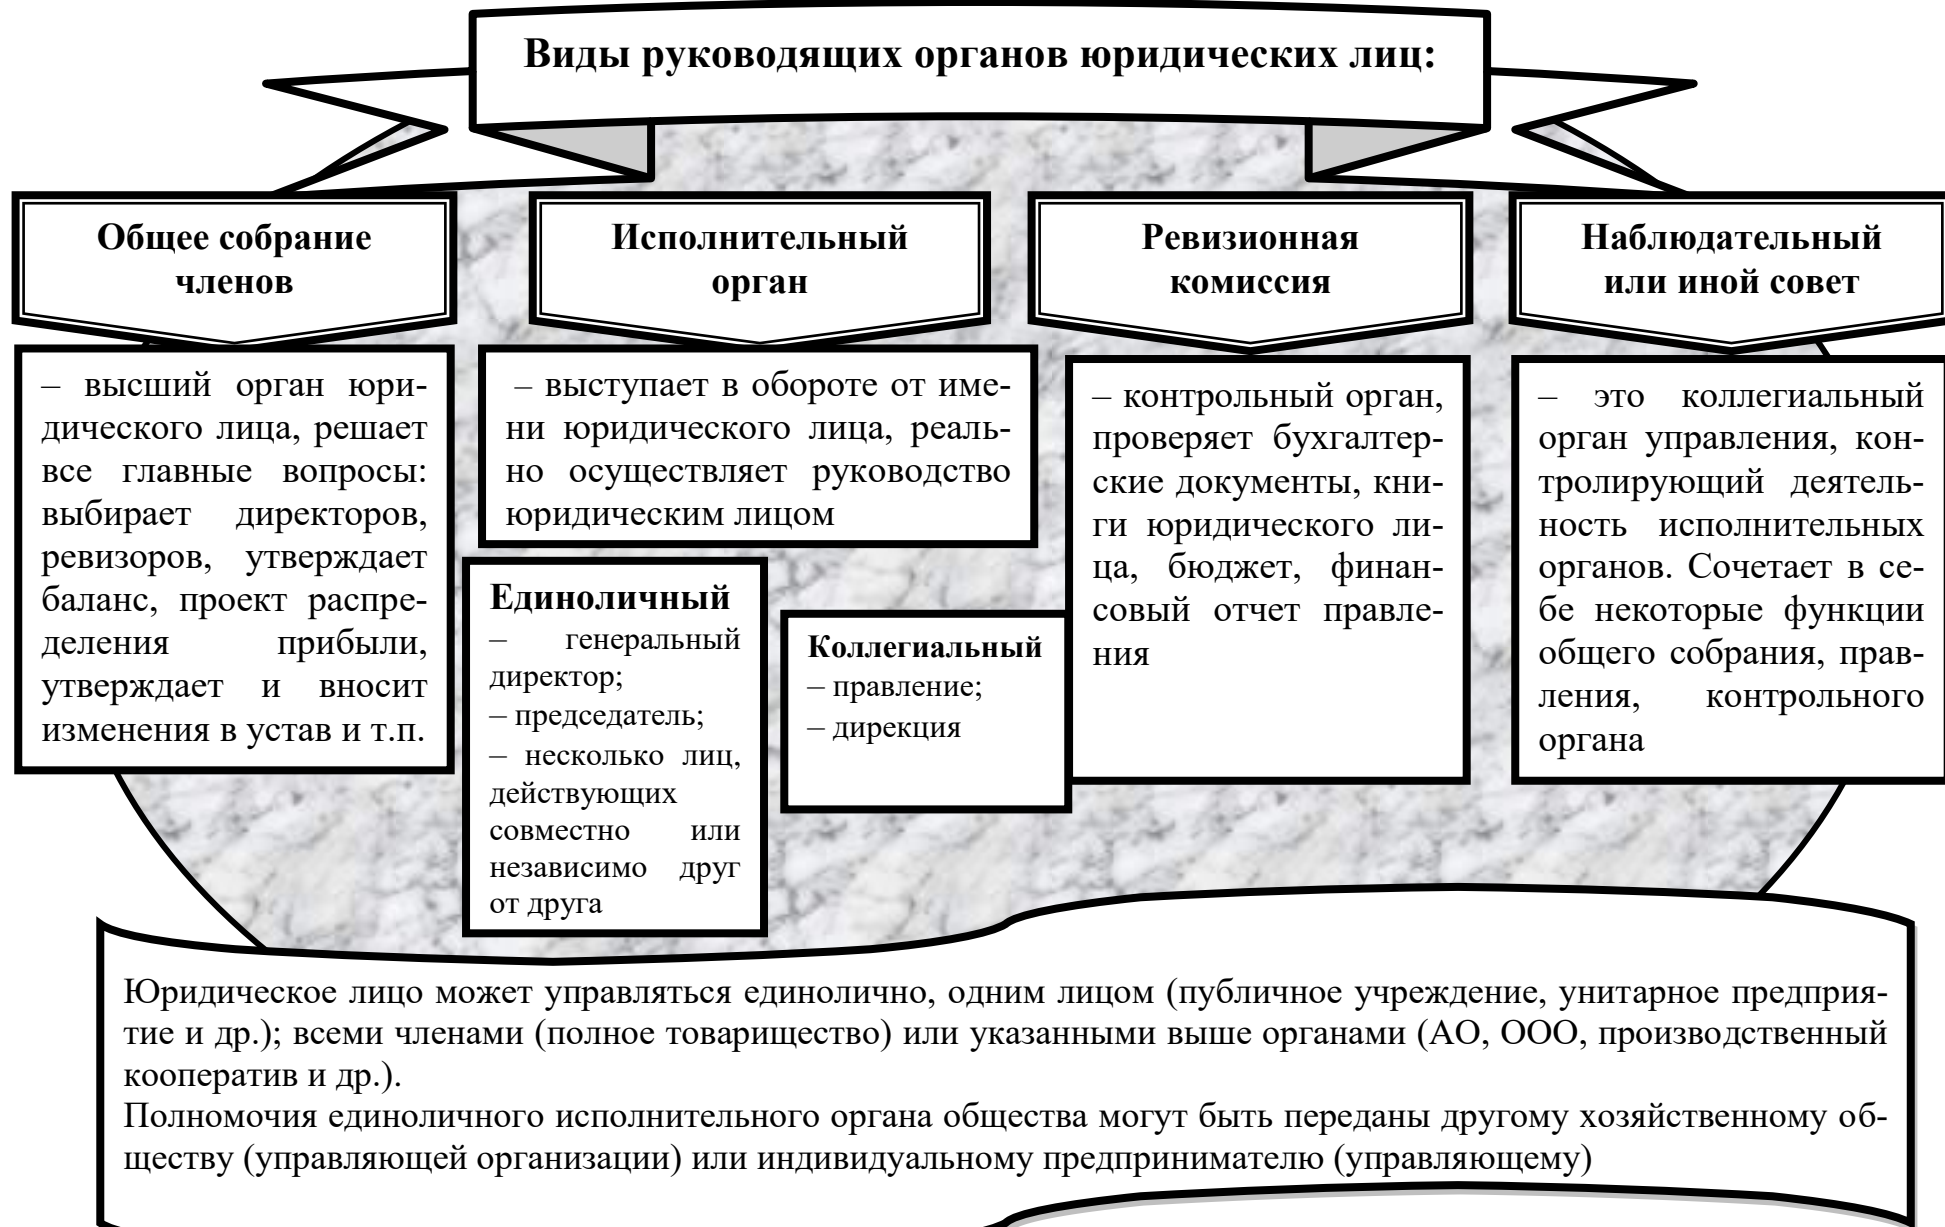 Виды руководящих органов юридических лиц:
Общее собрание
членов
– высший орган юри-
дического лица, решает
все главные вопросы:
выбирает директоров,
ревизоров, утверждает
баланс, проект распре-
деления прибыли,
утверждает и вносит
изменения в устав и т.п.
Исполнительный
орган
– выступает в обороте от име-
ни юридического лица, реаль-
но осуществляет руководство
юридическим лицом
Единоличный
– генеральный
директор;
– председатель;
– несколько лиц,
действующих
совместно или
независимо друг
от друга
Коллегиальный
– правление;
– дирекция
Ревизионная
комиссия
– контрольный орган,
проверяет бухгалтер-
ские документы, кни-
ги юридического ли-
ца, бюджет, финан-
совый отчет правле-
ния
Наблюдательный
или иной совет
– это коллегиальный
орган управления, кон-
тролирующий деятель-
ность исполнительных
органов. Сочетает в се-
бе некоторые функции
общего собрания, прав-
ления, контрольного
органа
Юридическое лицо может управляться единолично, одним лицом (публичное учреждение, унитарное предприя-
тие и др.); всеми членами (полное товарищество) или указанными выше органами (АО, ООО, производственный
кооператив и др.).
Полномочия единоличного исполнительного органа общества могут быть переданы другому хозяйственному об-
ществу (управляющей организации) или индивидуальному предпринимателю (управляющему)